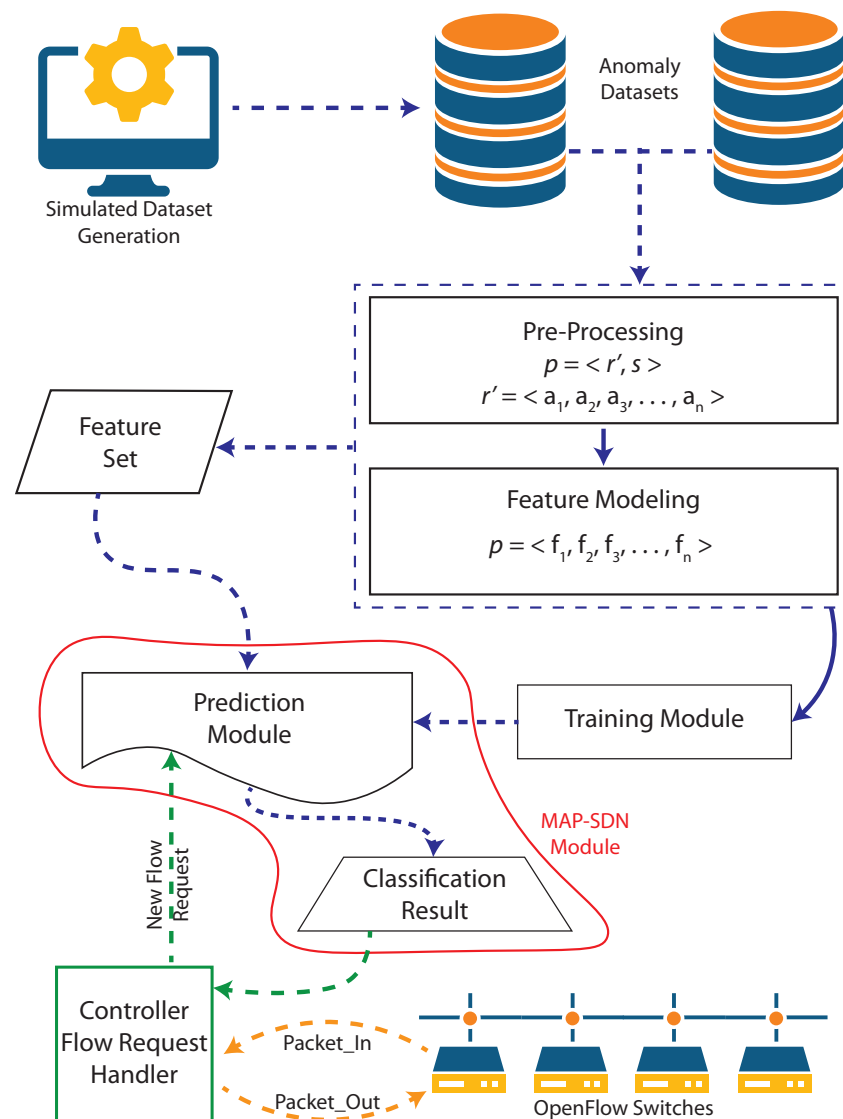 Anomaly
Datasets
Simulated Dataset
Generation
Pre-Processing
p = < r', s >
r' = < a₁, a₂, a₃, . . . , aₙ >
Feature
Set
Feature Modeling
p = < f₁, f₂, f₃, . . . , fₙ >
Prediction
Module
Training Module
MAP-SDN
Module
Classification
Result
New Flow
Request
Controller
Flow Request
Handler
Packet_In
Packet_Out
OpenFlow Switches